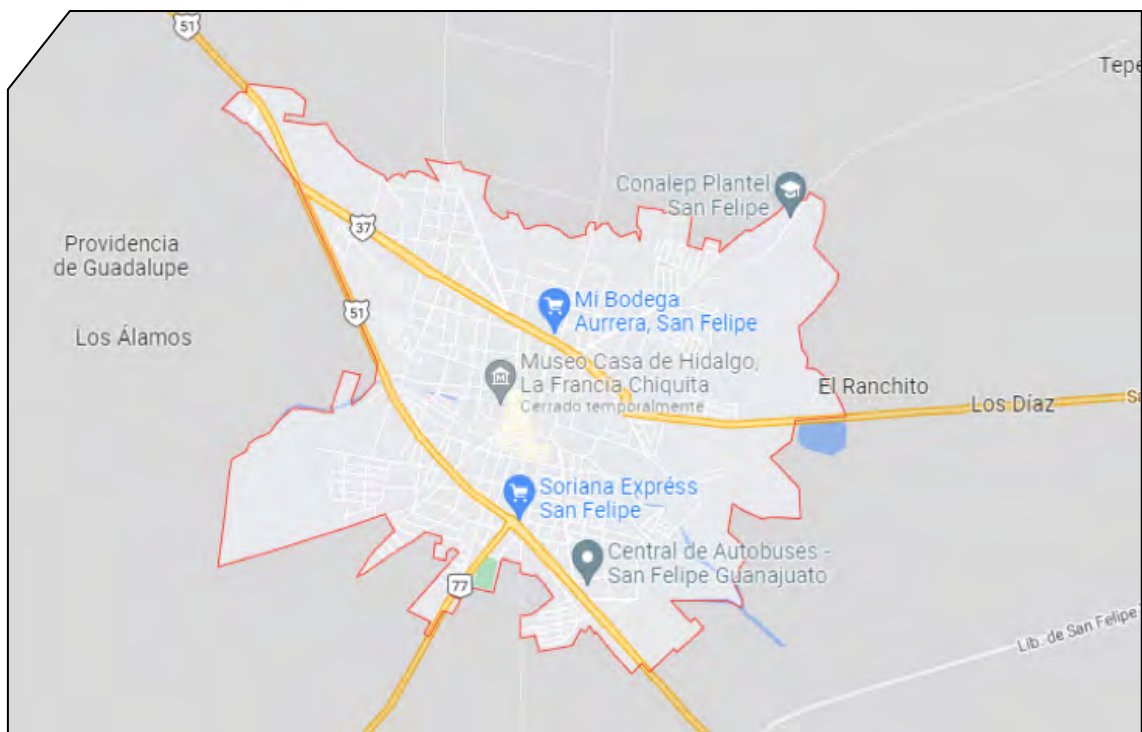 51
Tepe
Conalep Plantel
San Felipe
37
Providencia
de Guadalupe
Mi Bodega
Aurrera, San Felipe
51
Los Álamos
Museo Casa de Hidalgo,
La Francia Chiquita
Cerrado temporalmente
El Ranchito
Los Díaz
Sa
Soriana Expréss
San Felipe
Central de Autobuses -
San Felipe Guanajuato
77
Lib. de San Felipe